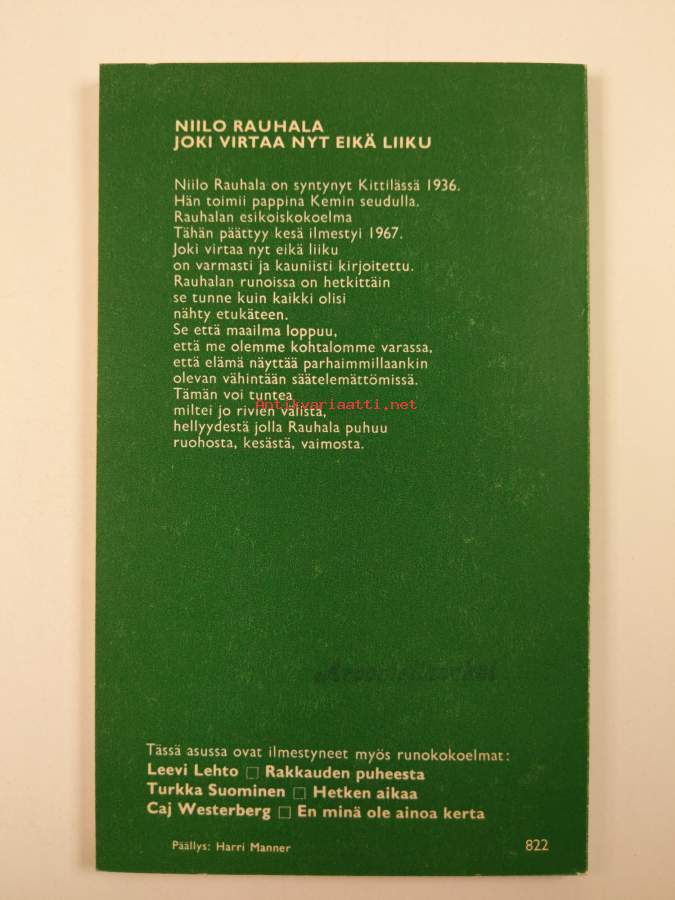 NIILO RAUHALA
JOKI VIRTAA NYT EIKÄ LIIKU
Niilo Rauhala on syntynyt Kittilässä 1936.
Hän toimii pappina Kemin seudulla.
Rauhalan esikoiskokoelma
Tähän päättyy kesä ilmestyi 1967.
Joki virtaa nyt eikä liiku
on varmasti ja kauniisti kirjoitettu.
Rauhalan runoissa on hetkittäin
se tunne kuin kaikki olisi
nähty etukäteen.
Se että maailma loppuu,
että me olemme kohtalomme varassa,
että elämä näyttää parhaimmillaankin
olevan vähintään säätelemättömissä.
Tämän voi tuntea
Antikvariaatti.net
miltei jo rivien välistä,
hellyydestä jolla Rauhala puhuu
ruohosta, kesästä, vaimosta.
Tässä asussa ovat ilmestyneet myös runokokoelmat:
Leevi Lehto □ Rakkauden puheesta
Turkka Suominen □ Hetken aikaa
Caj Westerberg □ En minä ole ainoa kerta
Päällys: Harri Manner
822